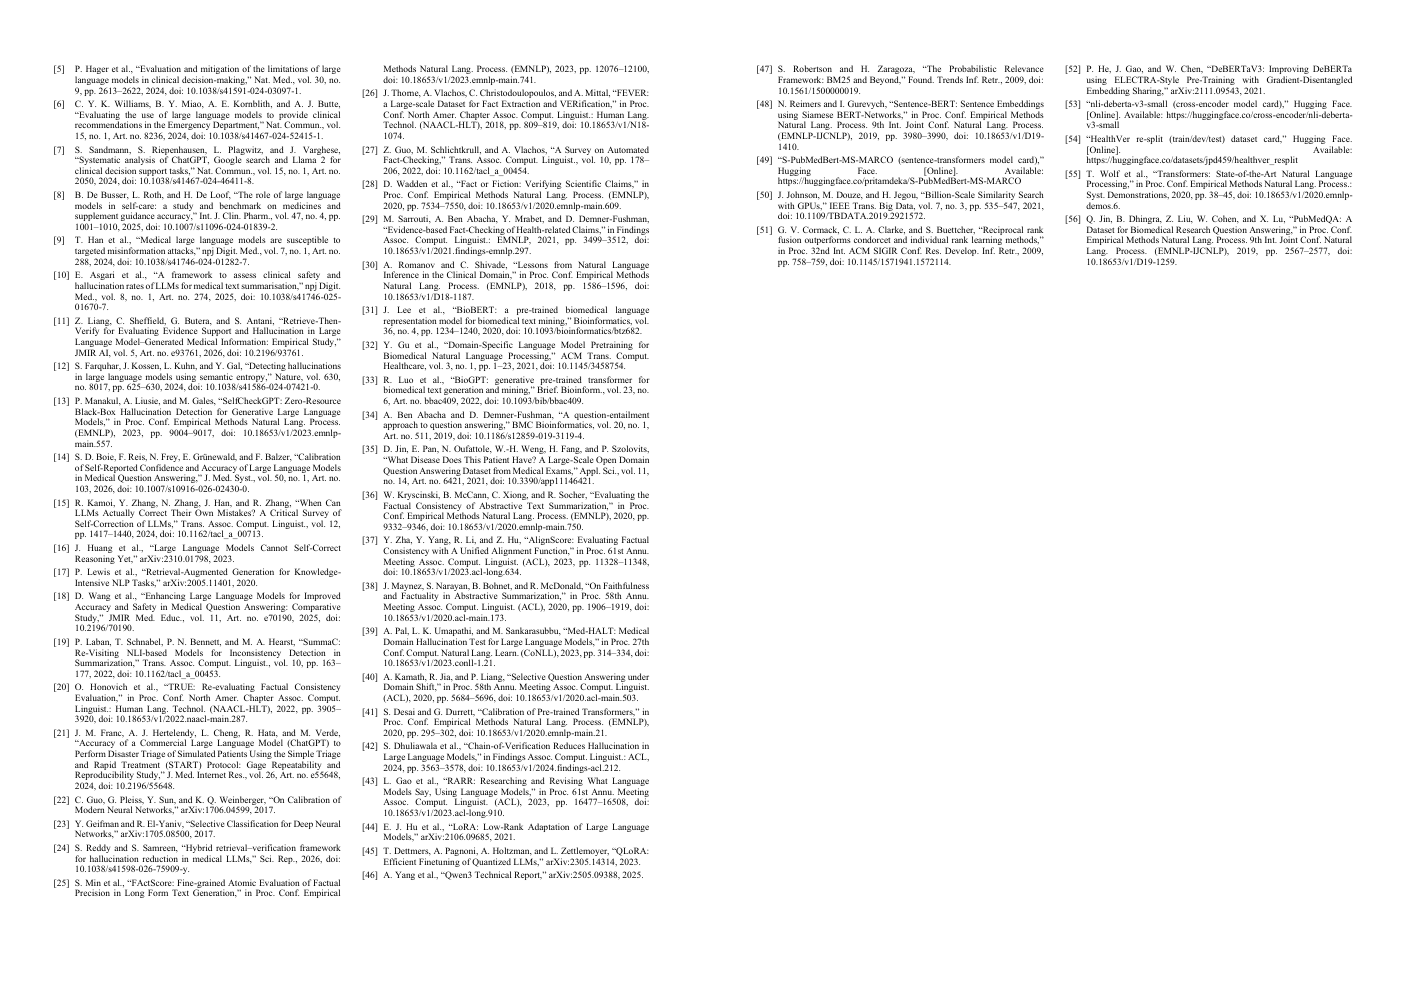 [5] P. Hager et al., “Evaluation and mitigation of the limitations of large
language models in clinical decision-making,” Nat. Med., vol. 30, no.
9, pp. 2613–2622, 2024, doi: 10.1038/s41591-024-03097-1.
[6] C. Y. K. Williams, B. Y. Miao, A. E. Kornblith, and A. J. Butte,
“Evaluating the use of large language models to provide clinical
recommendations in the Emergency Department,” Nat. Commun., vol.
15, no. 1, Art. no. 8236, 2024, doi: 10.1038/s41467-024-52415-1.
[7] S. Sandmann, S. Riepenhausen, L. Plagwitz, and J. Varghese,
“Systematic analysis of ChatGPT, Google search and Llama 2 for
clinical decision support tasks,” Nat. Commun., vol. 15, no. 1, Art. no.
2050, 2024, doi: 10.1038/s41467-024-46411-8.
[8] B. De Busser, L. Roth, and H. De Loof, “The role of large language
models in self-care: a study and benchmark on medicines and
supplement guidance accuracy,” Int. J. Clin. Pharm., vol. 47, no. 4, pp.
1001–1010, 2025, doi: 10.1007/s11096-024-01839-2.
[9] T. Han et al., “Medical large language models are susceptible to
targeted misinformation attacks,” npj Digit. Med., vol. 7, no. 1, Art. no.
288, 2024, doi: 10.1038/s41746-024-01282-7.
[10] E. Asgari et al., “A framework to assess clinical safety and
hallucination rates of LLMs for medical text summarisation,” npj Digit.
Med., vol. 8, no. 1, Art. no. 274, 2025, doi: 10.1038/s41746-025-
01670-7.
[11] Z. Liang, C. Sheffield, G. Butera, and S. Antani, “Retrieve-Then-
Verify for Evaluating Evidence Support and Hallucination in Large
Language Model–Generated Medical Information: Empirical Study,”
JMIR AI, vol. 5, Art. no. e93761, 2026, doi: 10.2196/93761.
[12] S. Farquhar, J. Kossen, L. Kuhn, and Y. Gal, “Detecting hallucinations
in large language models using semantic entropy,” Nature, vol. 630,
no. 8017, pp. 625–630, 2024, doi: 10.1038/s41586-024-07421-0.
[13] P. Manakul, A. Liusie, and M. Gales, “SelfCheckGPT: Zero-Resource
Black-Box Hallucination Detection for Generative Large Language
Models,” in Proc. Conf. Empirical Methods Natural Lang. Process.
(EMNLP), 2023, pp. 9004–9017, doi: 10.18653/v1/2023.emnlp-
main.557.
[14] S. D. Boie, F. Reis, N. Frey, E. Grünewald, and F. Balzer, “Calibration
of Self-Reported Confidence and Accuracy of Large Language Models
in Medical Question Answering,” J. Med. Syst., vol. 50, no. 1, Art. no.
103, 2026, doi: 10.1007/s10916-026-02430-0.
[15] R. Kamoi, Y. Zhang, N. Zhang, J. Han, and R. Zhang, “When Can
LLMs Actually Correct Their Own Mistakes? A Critical Survey of
Self-Correction of LLMs,” Trans. Assoc. Comput. Linguist., vol. 12,
pp. 1417–1440, 2024, doi: 10.1162/tacl_a_00713.
[16] J. Huang et al., “Large Language Models Cannot Self-Correct
Reasoning Yet,” arXiv:2310.01798, 2023.
[17] P. Lewis et al., “Retrieval-Augmented Generation for Knowledge-
Intensive NLP Tasks,” arXiv:2005.11401, 2020.
[18] D. Wang et al., “Enhancing Large Language Models for Improved
Accuracy and Safety in Medical Question Answering: Comparative
Study,” JMIR Med. Educ., vol. 11, Art. no. e70190, 2025, doi:
10.2196/70190.
[19] P. Laban, T. Schnabel, P. N. Bennett, and M. A. Hearst, “SummaC:
Re-Visiting NLI-based Models for Inconsistency Detection in
Summarization,” Trans. Assoc. Comput. Linguist., vol. 10, pp. 163–
177, 2022, doi: 10.1162/tacl_a_00453.
[20] O. Honovich et al., “TRUE: Re-evaluating Factual Consistency
Evaluation,” in Proc. Conf. North Amer. Chapter Assoc. Comput.
Linguist.: Human Lang. Technol. (NAACL-HLT), 2022, pp. 3905–
3920, doi: 10.18653/v1/2022.naacl-main.287.
[21] J. M. Franc, A. J. Hertelendy, L. Cheng, R. Hata, and M. Verde,
“Accuracy of a Commercial Large Language Model (ChatGPT) to
Perform Disaster Triage of Simulated Patients Using the Simple Triage
and Rapid Treatment (START) Protocol: Gage Repeatability and
Reproducibility Study,” J. Med. Internet Res., vol. 26, Art. no. e55648,
2024, doi: 10.2196/55648.
[22] C. Guo, G. Pleiss, Y. Sun, and K. Q. Weinberger, “On Calibration of
Modern Neural Networks,” arXiv:1706.04599, 2017.
[23] Y. Geifman and R. El-Yaniv, “Selective Classification for Deep Neural
Networks,” arXiv:1705.08500, 2017.
[24] S. Reddy and S. Samreen, “Hybrid retrieval–verification framework
for hallucination reduction in medical LLMs,” Sci. Rep., 2026, doi:
10.1038/s41598-026-75909-y.
[25] S. Min et al., “FActScore: Fine-grained Atomic Evaluation of Factual
Precision in Long Form Text Generation,” in Proc. Conf. Empirical
Methods Natural Lang. Process. (EMNLP), 2023, pp. 12076–12100,
doi: 10.18653/v1/2023.emnlp-main.741.
[26] J. Thorne, A. Vlachos, C. Christodoulopoulos, and A. Mittal, “FEVER:
a Large-scale Dataset for Fact Extraction and VERification,” in Proc.
Conf. North Amer. Chapter Assoc. Comput. Linguist.: Human Lang.
Technol. (NAACL-HLT), 2018, pp. 809–819, doi: 10.18653/v1/N18-
1074.
[27] Z. Guo, M. Schlichtkrull, and A. Vlachos, “A Survey on Automated
Fact-Checking,” Trans. Assoc. Comput. Linguist., vol. 10, pp. 178–
206, 2022, doi: 10.1162/tacl_a_00454.
[28] D. Wadden et al., “Fact or Fiction: Verifying Scientific Claims,” in
Proc. Conf. Empirical Methods Natural Lang. Process. (EMNLP),
2020, pp. 7534–7550, doi: 10.18653/v1/2020.emnlp-main.609.
[29] M. Sarrouti, A. Ben Abacha, Y. Mrabet, and D. Demner-Fushman,
“Evidence-based Fact-Checking of Health-related Claims,” in Findings
Assoc. Comput. Linguist.: EMNLP, 2021, pp. 3499–3512, doi:
10.18653/v1/2021.findings-emnlp.297.
[30] A. Romanov and C. Shivade, “Lessons from Natural Language
Inference in the Clinical Domain,” in Proc. Conf. Empirical Methods
Natural Lang. Process. (EMNLP), 2018, pp. 1586–1596, doi:
10.18653/v1/D18-1187.
[31] J. Lee et al., “BioBERT: a pre-trained biomedical language
representation model for biomedical text mining,” Bioinformatics, vol.
36, no. 4, pp. 1234–1240, 2020, doi: 10.1093/bioinformatics/btz682.
[32] Y. Gu et al., “Domain-Specific Language Model Pretraining for
Biomedical Natural Language Processing,” ACM Trans. Comput.
Healthcare, vol. 3, no. 1, pp. 1–23, 2021, doi: 10.1145/3458754.
[33] R. Luo et al., “BioGPT: generative pre-trained transformer for
biomedical text generation and mining,” Brief. Bioinform., vol. 23, no.
6, Art. no. bbac409, 2022, doi: 10.1093/bib/bbac409.
[34] A. Ben Abacha and D. Demner-Fushman, “A question-entailment
approach to question answering,” BMC Bioinformatics, vol. 20, no. 1,
Art. no. 511, 2019, doi: 10.1186/s12859-019-3119-4.
[35] D. Jin, E. Pan, N. Oufattole, W.-H. Weng, H. Fang, and P. Szolovits,
“What Disease Does This Patient Have? A Large-Scale Open Domain
Question Answering Dataset from Medical Exams,” Appl. Sci., vol. 11,
no. 14, Art. no. 6421, 2021, doi: 10.3390/app11146421.
[36] W. Kryscinski, B. McCann, C. Xiong, and R. Socher, “Evaluating the
Factual Consistency of Abstractive Text Summarization,” in Proc.
Conf. Empirical Methods Natural Lang. Process. (EMNLP), 2020, pp.
9332–9346, doi: 10.18653/v1/2020.emnlp-main.750.
[37] Y. Zha, Y. Yang, R. Li, and Z. Hu, “AlignScore: Evaluating Factual
Consistency with A Unified Alignment Function,” in Proc. 61st Annu.
Meeting Assoc. Comput. Linguist. (ACL), 2023, pp. 11328–11348,
doi: 10.18653/v1/2023.acl-long.634.
[38] J. Maynez, S. Narayan, B. Bohnet, and R. McDonald, “On Faithfulness
and Factuality in Abstractive Summarization,” in Proc. 58th Annu.
Meeting Assoc. Comput. Linguist. (ACL), 2020, pp. 1906–1919, doi:
10.18653/v1/2020.acl-main.173.
[39] A. Pal, L. K. Umapathi, and M. Sankarasubbu, “Med-HALT: Medical
Domain Hallucination Test for Large Language Models,” in Proc. 27th
Conf. Comput. Natural Lang. Learn. (CoNLL), 2023, pp. 314–334, doi:
10.18653/v1/2023.conll-1.21.
[40] A. Kamath, R. Jia, and P. Liang, “Selective Question Answering under
Domain Shift,” in Proc. 58th Annu. Meeting Assoc. Comput. Linguist.
(ACL), 2020, pp. 5684–5696, doi: 10.18653/v1/2020.acl-main.503.
[41] S. Desai and G. Durrett, “Calibration of Pre-trained Transformers,” in
Proc. Conf. Empirical Methods Natural Lang. Process. (EMNLP),
2020, pp. 295–302, doi: 10.18653/v1/2020.emnlp-main.21.
[42] S. Dhuliawala et al., “Chain-of-Verification Reduces Hallucination in
Large Language Models,” in Findings Assoc. Comput. Linguist.: ACL,
2024, pp. 3563–3578, doi: 10.18653/v1/2024.findings-acl.212.
[43] L. Gao et al., “RARR: Researching and Revising What Language
Models Say, Using Language Models,” in Proc. 61st Annu. Meeting
Assoc. Comput. Linguist. (ACL), 2023, pp. 16477–16508, doi:
10.18653/v1/2023.acl-long.910.
[44] E. J. Hu et al., “LoRA: Low-Rank Adaptation of Large Language
Models,” arXiv:2106.09685, 2021.
[45] T. Dettmers, A. Pagnoni, A. Holtzman, and L. Zettlemoyer, “QLoRA:
Efficient Finetuning of Quantized LLMs,” arXiv:2305.14314, 2023.
[46] A. Yang et al., “Qwen3 Technical Report,” arXiv:2505.09388, 2025.
[47] S. Robertson and H. Zaragoza, “The Probabilistic Relevance
Framework: BM25 and Beyond,” Found. Trends Inf. Retr., 2009, doi:
10.1561/1500000019.
[48] N. Reimers and I. Gurevych, “Sentence-BERT: Sentence Embeddings
using Siamese BERT-Networks,” in Proc. Conf. Empirical Methods
Natural Lang. Process. 9th Int. Joint Conf. Natural Lang. Process.
(EMNLP-IJCNLP), 2019, pp. 3980–3990, doi: 10.18653/v1/D19-
1410.
[49] “S-PubMedBert-MS-MARCO (sentence-transformers model card),”
Hugging Face. [Online]. Available:
https://huggingface.co/pritamdeka/S-PubMedBert-MS-MARCO
[50] J. Johnson, M. Douze, and H. Jegou, “Billion-Scale Similarity Search
with GPUs,” IEEE Trans. Big Data, vol. 7, no. 3, pp. 535–547, 2021,
doi: 10.1109/TBDATA.2019.2921572.
[51] G. V. Cormack, C. L. A. Clarke, and S. Buettcher, “Reciprocal rank
fusion outperforms condorcet and individual rank learning methods,”
in Proc. 32nd Int. ACM SIGIR Conf. Res. Develop. Inf. Retr., 2009,
pp. 758–759, doi: 10.1145/1571941.1572114.
[52] P. He, J. Gao, and W. Chen, “DeBERTaV3: Improving DeBERTa
using ELECTRA-Style Pre-Training with Gradient-Disentangled
Embedding Sharing,” arXiv:2111.09543, 2021.
[53] “nli-deberta-v3-small (cross-encoder model card),” Hugging Face.
[Online]. Available: https://huggingface.co/cross-encoder/nli-deberta-
v3-small
[54] “HealthVer re-split (train/dev/test) dataset card,” Hugging Face.
[Online]. Available:
https://huggingface.co/datasets/jpd459/healthver_resplit
[55] T. Wolf et al., “Transformers: State-of-the-Art Natural Language
Processing,” in Proc. Conf. Empirical Methods Natural Lang. Process.:
Syst. Demonstrations, 2020, pp. 38–45, doi: 10.18653/v1/2020.emnlp-
demos.6.
[56] Q. Jin, B. Dhingra, Z. Liu, W. Cohen, and X. Lu, “PubMedQA: A
Dataset for Biomedical Research Question Answering,” in Proc. Conf.
Empirical Methods Natural Lang. Process. 9th Int. Joint Conf. Natural
Lang. Process. (EMNLP-IJCNLP), 2019, pp. 2567–2577, doi:
10.18653/v1/D19-1259.